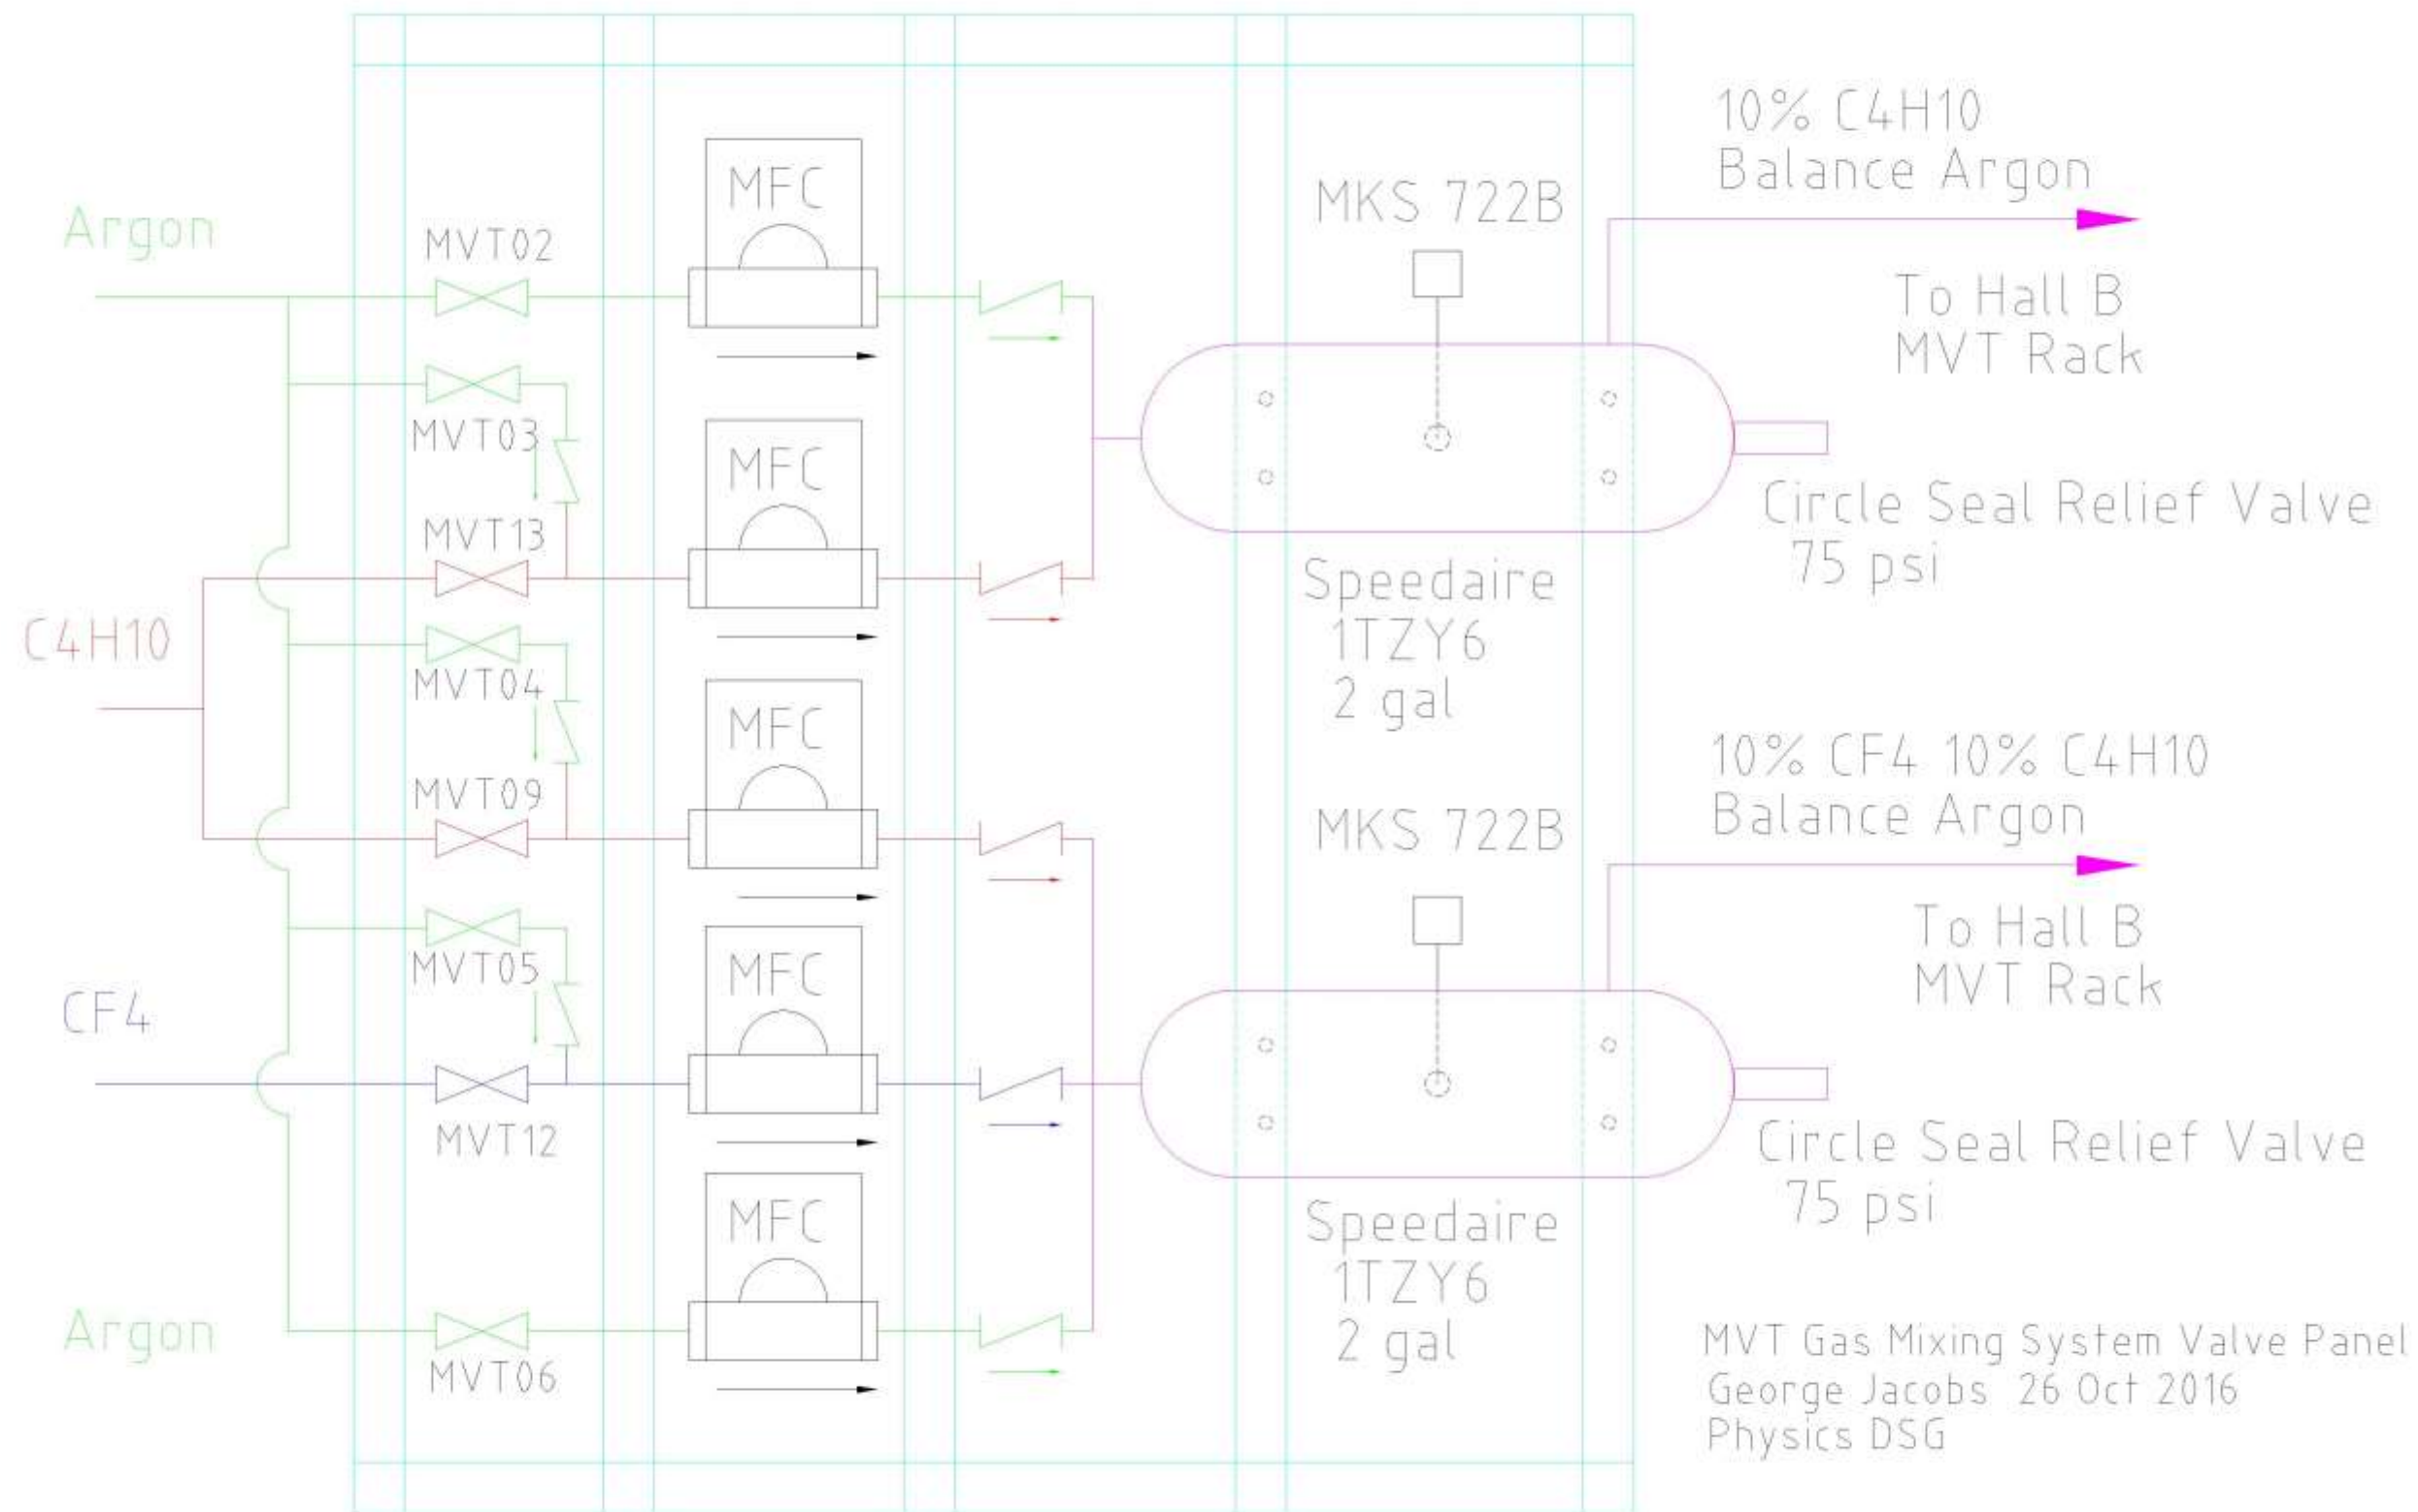 10% C4H10
Balance Argon
MFC
MKS 722B
Argon
MVT02
To Hall B
MVT Rack
MVT03
MFC
Circle Seal Relief Valve
75 psi
MVT13
Speedaire
1TZY6
2 gal
C4H10
MVT04
MFC
10% CF4 10% C4H10
Balance Argon
MVT09
MKS 722B
To Hall B
MVT Rack
MVT05
MFC
CF4
MVT12
Circle Seal Relief Valve
75 psi
MFC
Speedaire
1TZY6
2 gal
Argon
MVT06
MVT Gas Mixing System Valve Panel
George Jacobs 26 Oct 2016
Physics DSG